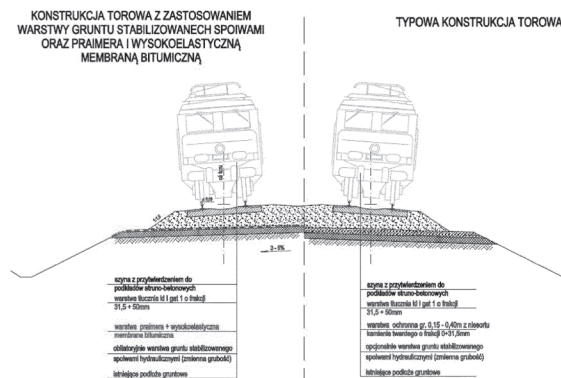 KONSTRUKCJA TOROWA Z ZASTOSOWANIEM
WARSTWY GRUNTU STABILIZOWANECH SPOIWAMI
ORAZ PRAIMERA I WYSOKOELASTYCZNĄ
MEMBRANĄ BITUMICZNĄ
TYPOWA KONSTRUKCJA TOROWA
3 - 5%
szyna z przytwierdzeniem do
podkładów struno-betonowych
warstwa tłucznia kl I gat 1 o frakcji
31,5 + 50mm
warstwa praimera + wysokoelastyczna
membrana bitumiczna
obliatoryjnie warstwa gruntu stabilizowanego
spoiwami hydraulicznymi (zmienna grubość)
istniejące podłoże gruntowe
szyna z przytwierdzeniem do
podkładów struno-betonowych
warstwa tłucznia kl I gat 1 o frakcji
31,5 + 50mm
warstwa ochronna gr. 0,15 - 0,40m z niesortu
kamienia twardego o frakcji 0÷31,5mm
opcjonalnie warstwa gruntu stabilizowanego
spoiwami hydraulicznymi (zmienna grubość)
istniejące podłoże gruntowe